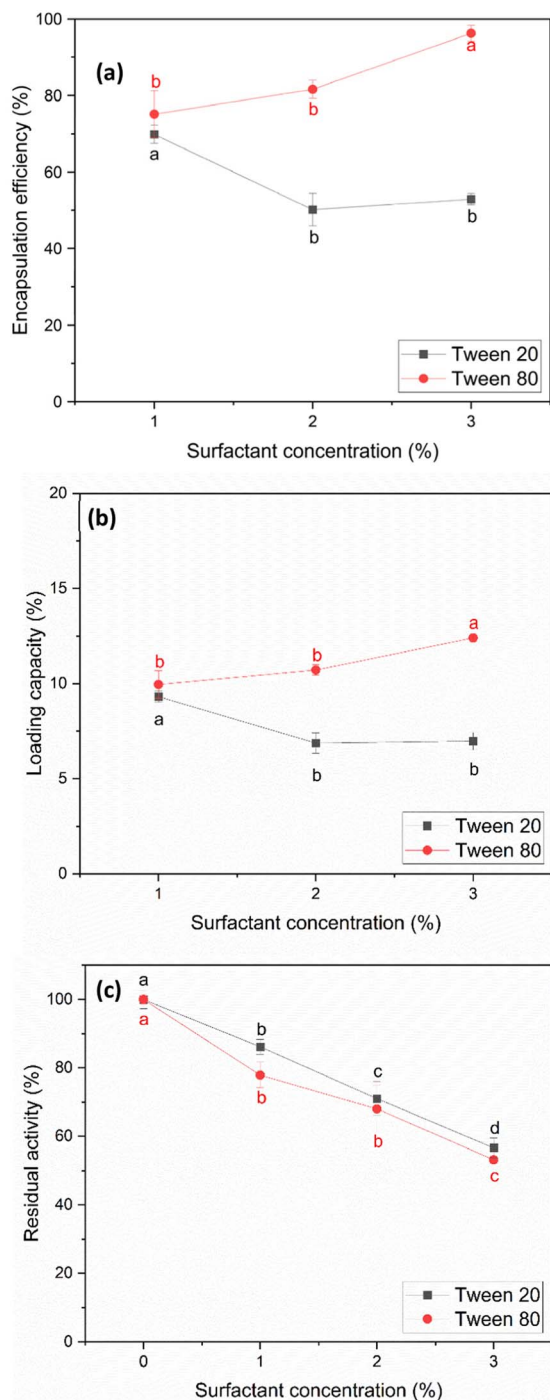 (a)
Encapsulation efficiency (%)
100
80
60
40
20
0
b
b
a
a
b
b
Tween 20
Tween 80
1 2 3
Surfactant concentration (%)
(b)
Loading capacity (%)
20
15
10
5
0
b
b
a
a
b
b
Tween 20
Tween 80
1 2 3
Surfactant concentration (%)
(c)
Residual activity (%)
100
80
60
40
20
0
a
a
b
b
c
b
d
c
Tween 20
Tween 80
0 1 2 3
Surfactant concentration (%)